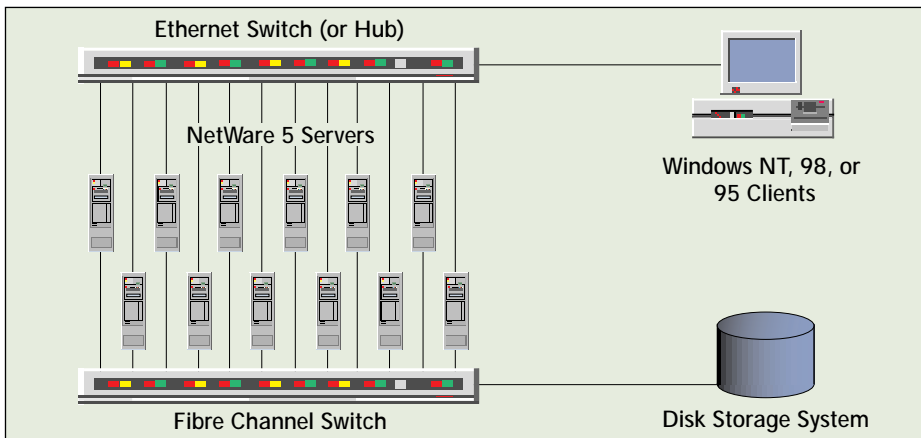 Ethernet Switch (or Hub)
NetWare 5 Servers
Windows NT, 98, or
95 Clients
Fibre Channel Switch
Disk Storage System